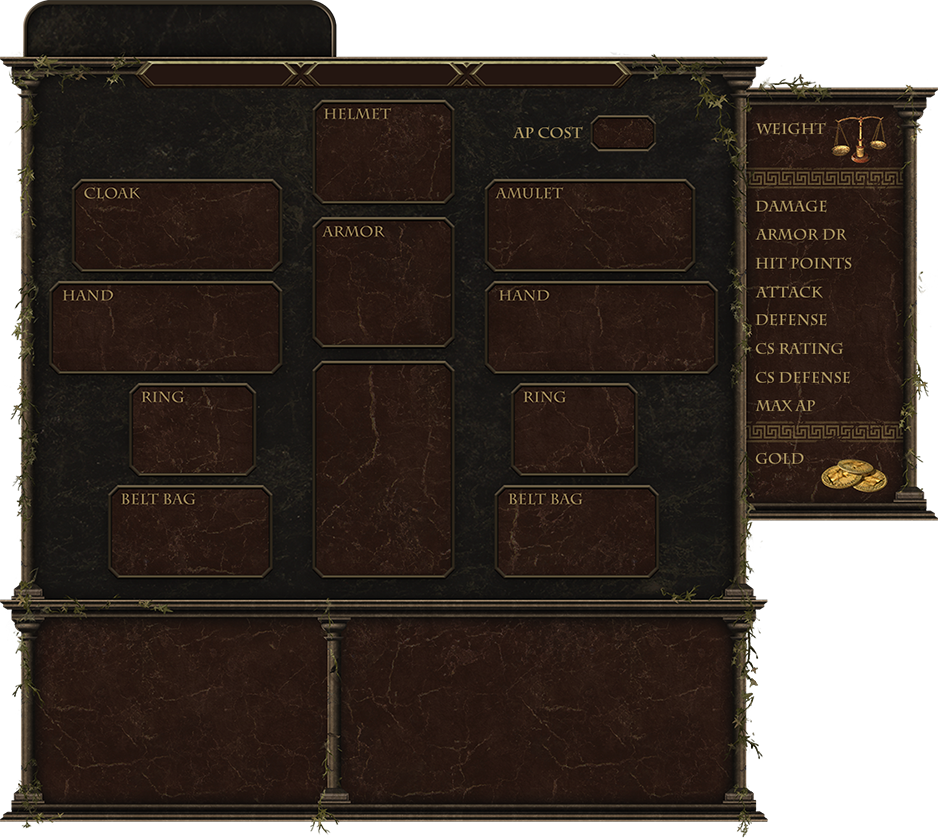 HELMET
AP COST
CLOAK
AMULET
ARMOR
HAND
HAND
RING
RING
BELT BAG
BELT BAG
WEIGHT
DAMAGE
ARMOR DR
HIT POINTS
ATTACK
DEFENSE
CS RATING
CS DEFENSE
MAX AP
GOLD